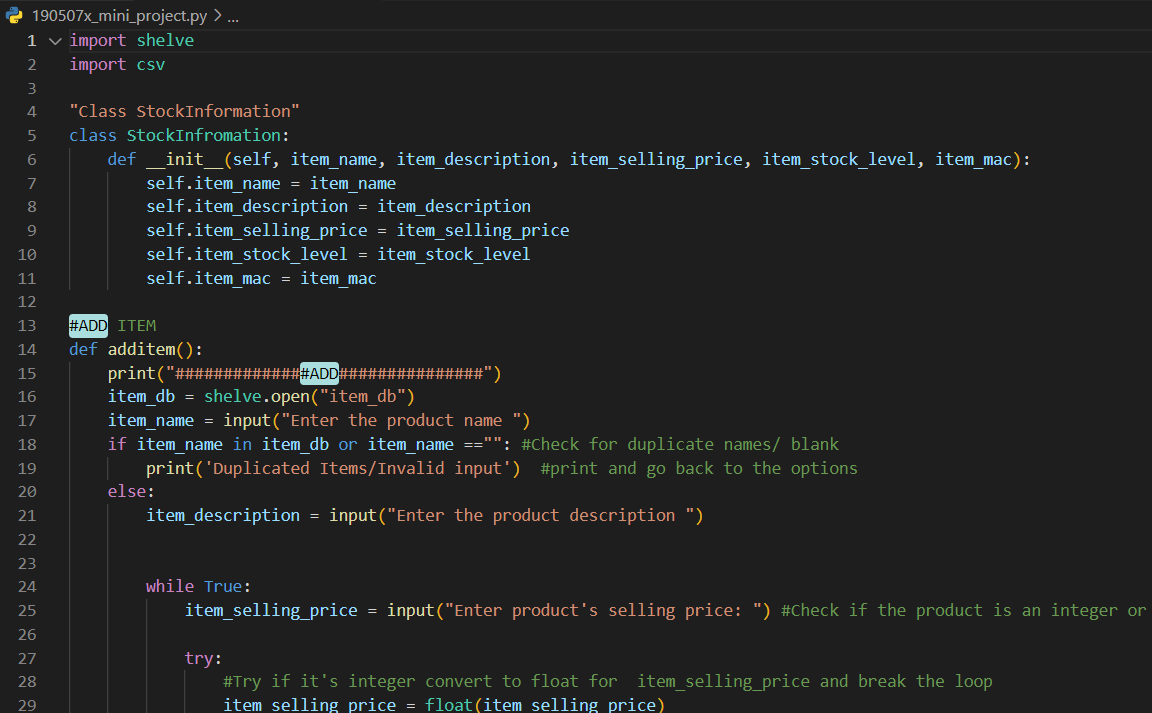 190507x_mini_project.py > ...
1 import shelve
2 import csv
3
4 "Class StockInformation"
5 class StockInfromation:
6     def __init__(self, item_name, item_description, item_selling_price, item_stock_level, item_mac):
7         self.item_name = item_name
8         self.item_description = item_description
9         self.item_selling_price = item_selling_price
10         self.item_stock_level = item_stock_level
11         self.item_mac = item_mac
12
13 #ADD ITEM
14 def additem():
15     print("#############&#35;ADD###############")
16     item_db = shelve.open("item_db")
17     item_name = input("Enter the product name ")
18     if item_name in item_db or item_name =="": #Check for duplicate names/ blank
19         print('Duplicated Items/Invalid input')  #print and go back to the options
20     else:
21         item_description = input("Enter the product description ")
22
23
24         while True:
25             item_selling_price = input("Enter product's selling price: ") #Check if the product is an integer or
26
27             try:
28                 #Try if it's integer convert to float for  item_selling_price and break the loop
29                 item_selling_price = float(item_selling_price)